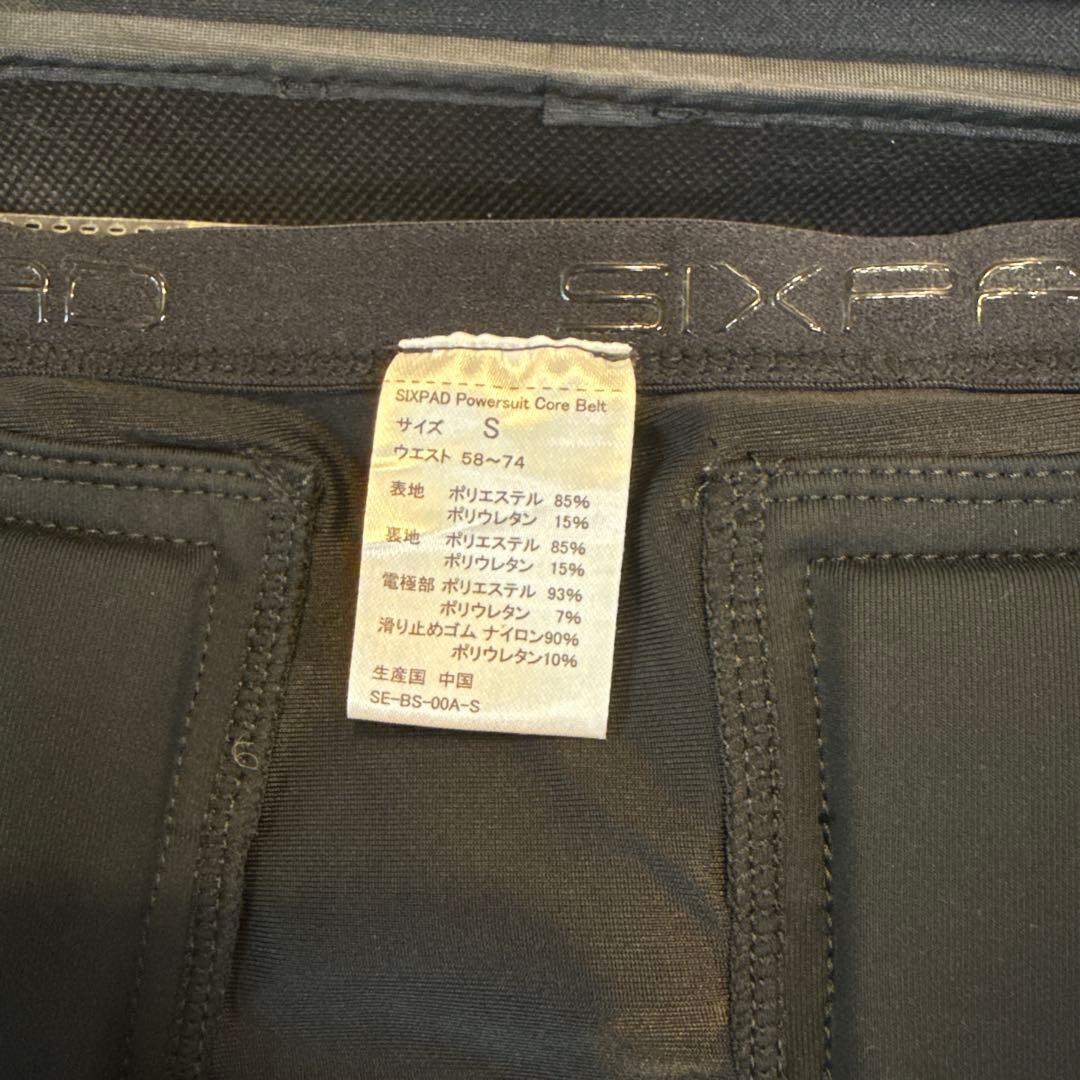 AD SIXPA
SIXPAD Powersuit Core Belt
サイズ S
ウエスト 58～74
表地 ポリエステル 85%
ポリウレタン 15%
裏地 ポリエステル 85%
ポリウレタン 15%
電極部 ポリエステル 93%
ポリウレタン 7%
滑り止めゴム ナイロン90%
ポリウレタン10%
生産国 中国
SE-BS-00A-S